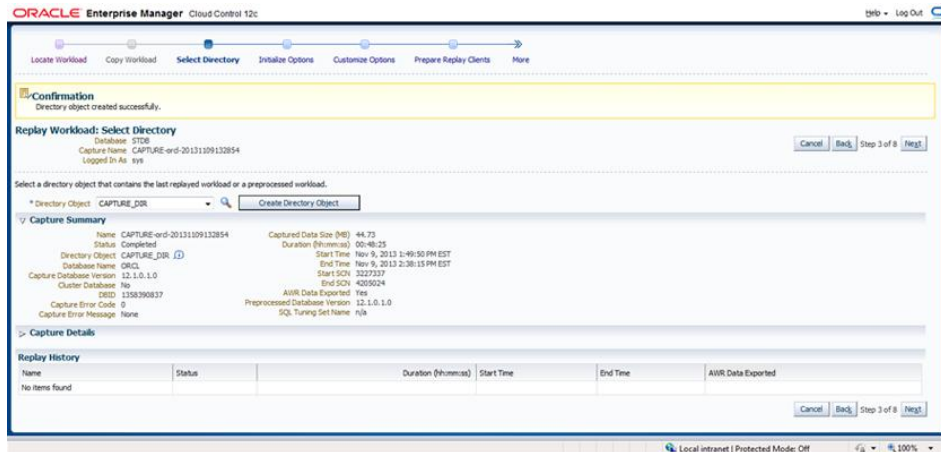 ORACLE Enterprise Manager Cloud Control 12c
Help Log Out
Locate Workload Copy Workload Select Directory Initialize Options Customize Options Prepare Replay Clients More
Confirmation
Directory object created successfully.
Replay Workload: Select Directory
Database STDB
Capture Name CAPTURE-ord-20131109132854
Logged In As sys
Cancel Back Step 3 of 8 Next
Select a directory object that contains the last replayed workload or a preprocessed workload.
* Directory Object CAPTURE_DIR Create Directory Object
Capture Summary
Name CAPTURE-ord-20131109132854
Status Completed
Directory Object CAPTURE_DIR
Database Name ORCL
Capture Database Version 12.1.0.1.0
Cluster Database No
DBID 1358390837
Capture Error Code 0
Capture Error Message None
Captured Data Size (MB) 44.73
Duration (hh:mm:ss) 00:48:25
Start Time Nov 9, 2013 1:49:50 PM EST
End Time Nov 9, 2013 2:38:15 PM EST
Start SCN 3227337
End SCN 4205024
AWR Data Exported Yes
Preprocessed Database Version 12.1.0.1.0
SQL Tuning Set Name n/a
Capture Details
Replay History
Name Status Duration (hh:mm:ss) Start Time End Time AWR Data Exported
No items found
Cancel Back Step 3 of 8 Next
Local intranet | Protected Mode: Off 100%